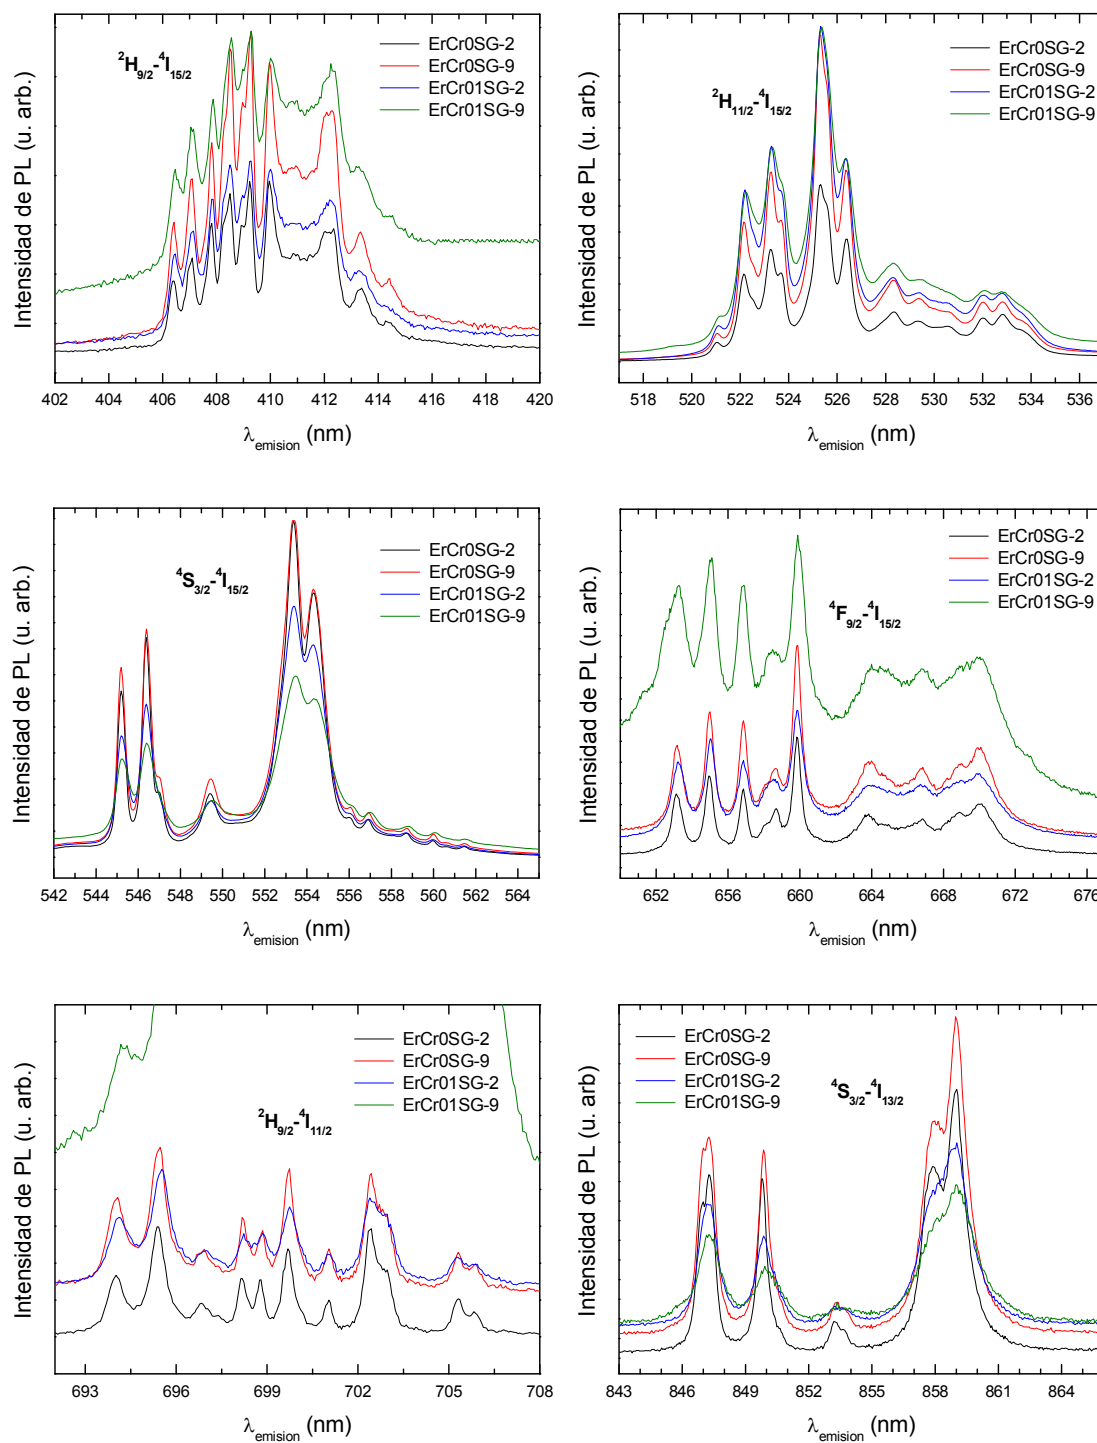 ²H₉/₂-⁴I₁₅/₂
ErCr0SG-2
ErCr0SG-9
ErCr01SG-2
ErCr01SG-9
Intensidad de PL (u. arb.)
402 404 406 408 410 412 414 416 418 420
λemision (nm)
²H₁₁/₂-⁴I₁₅/₂
ErCr0SG-2
ErCr0SG-9
ErCr01SG-2
ErCr01SG-9
Intensidad de PL (u. arb.)
518 520 522 524 526 528 530 532 534 536
λemision (nm)
⁴S₃/₂-⁴I₁₅/₂
ErCr0SG-2
ErCr0SG-9
ErCr01SG-2
ErCr01SG-9
Intensidad de PL (u. arb.)
542 544 546 548 550 552 554 556 558 560 562 564
λemision (nm)
ErCr0SG-2
ErCr0SG-9
ErCr01SG-2
ErCr01SG-9
⁴F₉/₂-⁴I₁₅/₂
Intensidad de PL (u. arb.)
652 656 660 664 668 672 676
λemision (nm)
ErCr0SG-2
ErCr0SG-9
ErCr01SG-2
ErCr01SG-9
²H₉/₂-⁴I₁₁/₂
Intensidad de PL (u. arb.)
693 696 699 702 705 708
λemision (nm)
ErCr0SG-2
ErCr0SG-9
ErCr01SG-2
ErCr01SG-9
⁴S₃/₂-⁴I₁₃/₂
Intensidad de PL (u. arb)
843 846 849 852 855 858 861 864
λemision (nm)